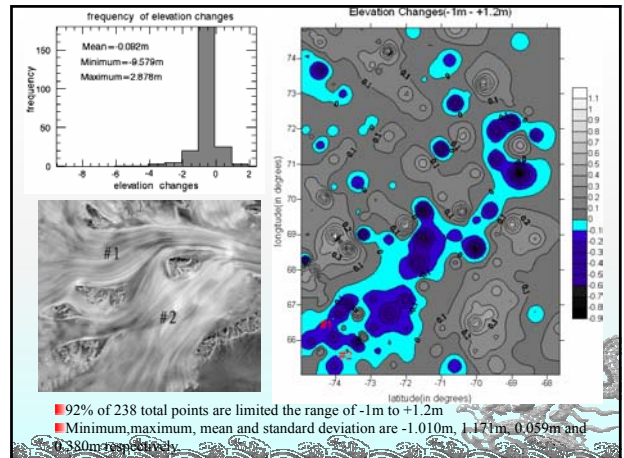 frequency of elevation changes
Mean=-0.082m
Minimum=-9.579m
Maximum=2.878m
frequency
150
100
50
0
-8 -6 -4 -2 0 2
elevation changes
#1
#2
Elevation Changes(-1m - +1.2m)
longtitude(in degrees)
74
73
72
71
70
69
68
67
66
-74 -73 -72 -71 -70 -69 -68
latitude(in degrees)
1.1
1
0.9
0.8
0.7
0.6
0.5
0.4
0.3
0.2
0.1
0
-0.1
-0.2
-0.3
-0.4
-0.5
-0.6
-0.7
-0.8
-0.9
92% of 238 total points are limited the range of -1m to +1.2m
Minimum,maximum, mean and standard deviation are -1.010m, 1.171m, 0.059m and
0.380m respectively